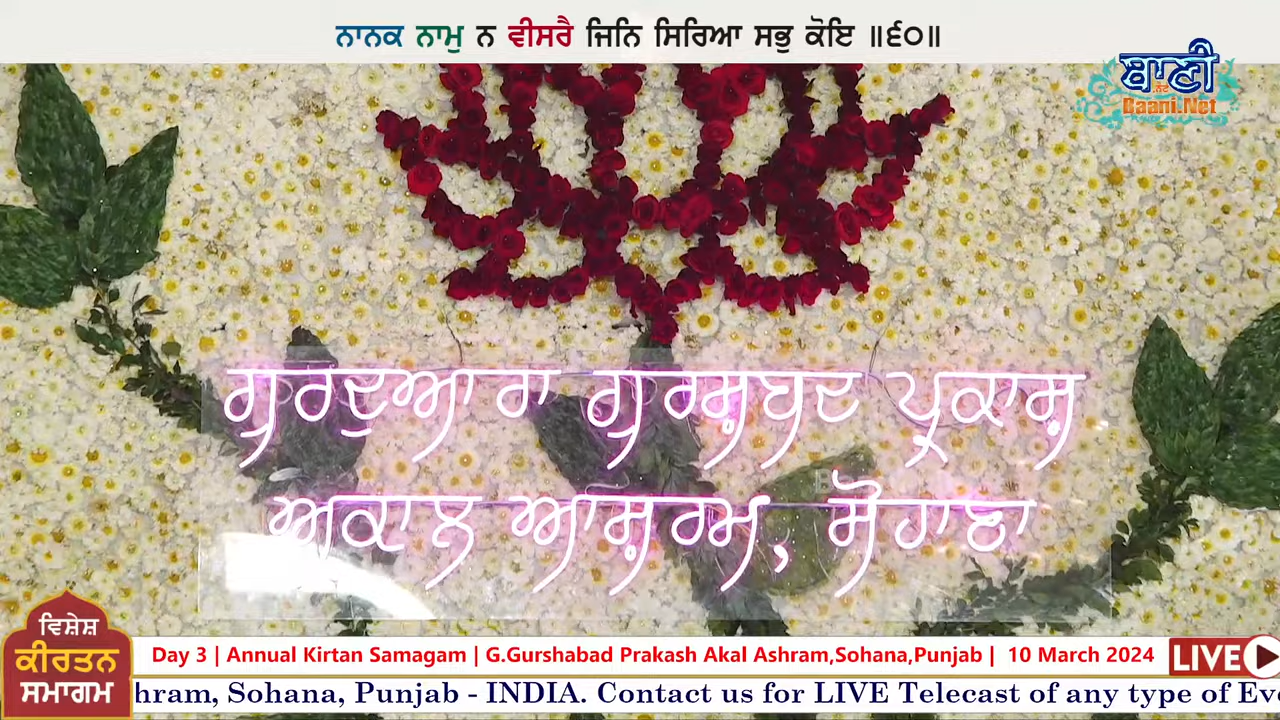 ਨਾਨਕ ਨਾਮੁ ਨ ਵੀਸਰੈ ਜਿਨਿ ਸਿਰਿਆ ਸਭੁ ਕੋਇ ॥੬੦॥
ਬਾਣੀ
ਨਟ
Baani.Net
ਗੁਰਦੁਆਰਾ ਗੁਰਸ਼ਬਦ ਪ੍ਰਕਾਸ਼
ਅਕਾਲ ਆਸ਼ਰਮ, ਸੋਹਾਣਾ
ਵਿਸ਼ੇਸ਼
ਕੀਰਤਨ
ਸਮਾਗਮ
Day 3 | Annual Kirtan Samagam | G.Gurshabad Prakash Akal Ashram,Sohana,Punjab | 10 March 2024
LIVE
hram, Sohana, Punjab - INDIA. Contact us for LIVE Telecast of any type of Eve